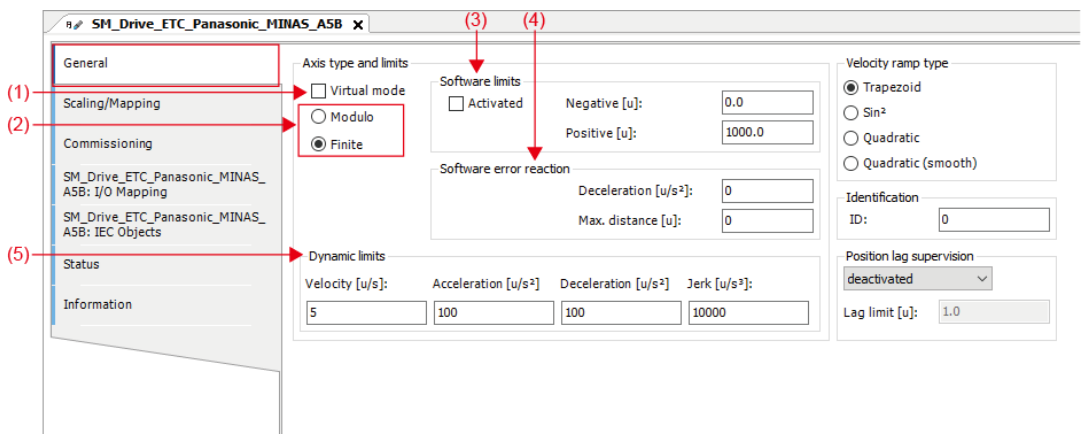 SM_Drive_ETC_Panasonic_MINAS_A5B x
(3) (4)
General
Scaling/Mapping
Commissioning
SM_Drive_ETC_Panasonic_MINAS_
A5B: I/O Mapping
SM_Drive_ETC_Panasonic_MINAS_
A5B: IEC Objects
Status
Information
(1)
(2)
(5)
Axis type and limits
Virtual mode
Modulo
Finite
Software limits
Activated
Negative [u]: 0.0
Positive [u]: 1000.0
Software error reaction
Deceleration [u/s²]: 0
Max. distance [u]: 0
Dynamic limits
Velocity [u/s]: Acceleration [u/s²] Deceleration [u/s²] Jerk [u/s³]:
5 100 100 10000
Velocity ramp type
Trapezoid
Sin²
Quadratic
Quadratic (smooth)
Identification
ID: 0
Position lag supervision
deactivated
Lag limit [u]: 1.0